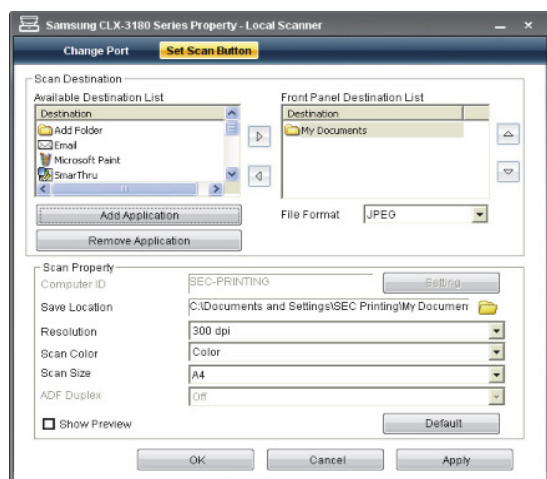 Samsung CLX-3180 Series Property - Local Scanner
Change Port Set Scan Button
Scan Destination
Available Destination List
Destination
Add Folder
Email
Microsoft Paint
SmarThru
Add Application
Remove Application
Front Panel Destination List
Destination
My Documents
File Format JPEG
Scan Property
Computer ID SEC-PRINTING Setting
Save Location C:\Documents and Settings\SEC Printing\My Documen
Resolution 300 dpi
Scan Color Color
Scan Size A4
ADF Duplex Off
Show Preview Default
OK Cancel Apply